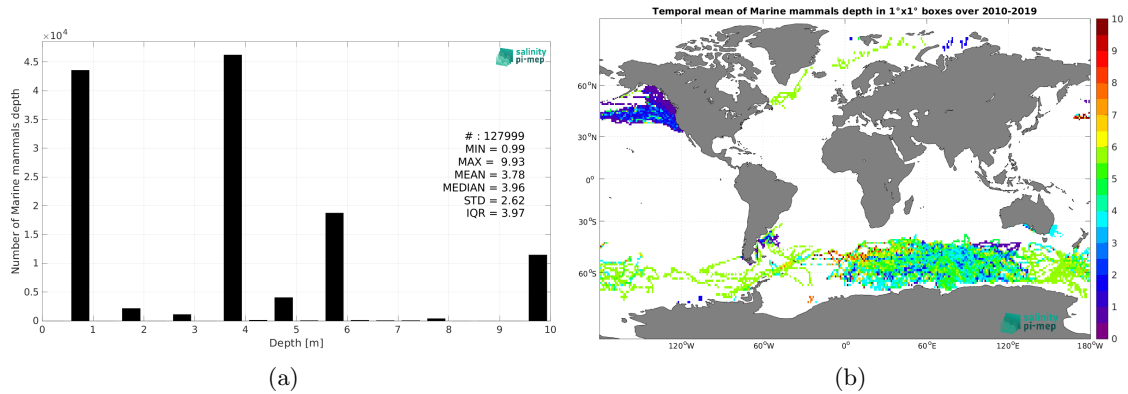 ×10⁴
4.5
4
3.5
3
2.5
2
1.5
1
0.5
0
Number of Marine mammals depth
salinity
pi-mep
# : 127999
MIN = 0.99
MAX = 9.93
MEAN = 3.78
MEDIAN = 3.96
STD = 2.62
IQR = 3.97
0 1 2 3 4 5 6 7 8 9 10
Depth [m]
(a)
Temporal mean of Marine mammals depth in 1°x1° boxes over 2010-2019
60°N
30°N
0°
30°S
60°S
120°W 60°W 0° 60°E 120°E 180°W
salinity
pi-mep
10
9
8
7
6
5
4
3
2
1
0
(b)